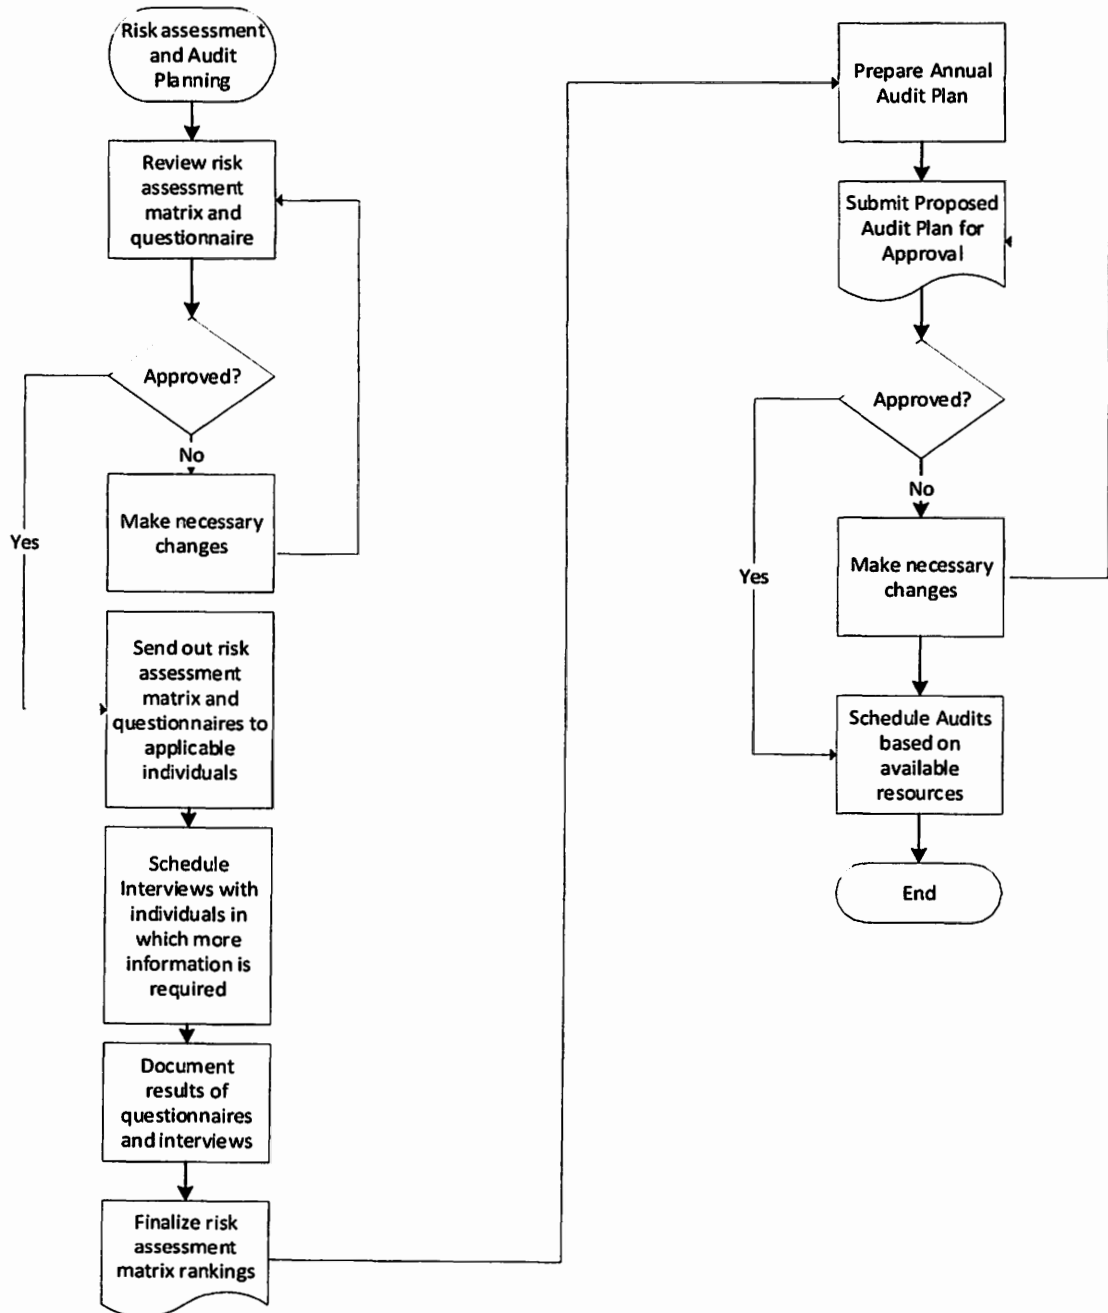 Risk assessment
and Audit
Planning
Review risk
assessment
matrix and
questionnaire
Approved?
No
Make necessary
changes
Yes
Send out risk
assessment
matrix and
questionnaires to
applicable
individuals
Schedule
Interviews with
individuals in
which more
information is
required
Document
results of
questionnaires
and interviews
Finalize risk
assessment
matrix rankings
Prepare Annual
Audit Plan
Submit Proposed
Audit Plan for
Approval
Approved?
No
Make necessary
changes
Yes
Schedule Audits
based on
available
resources
End